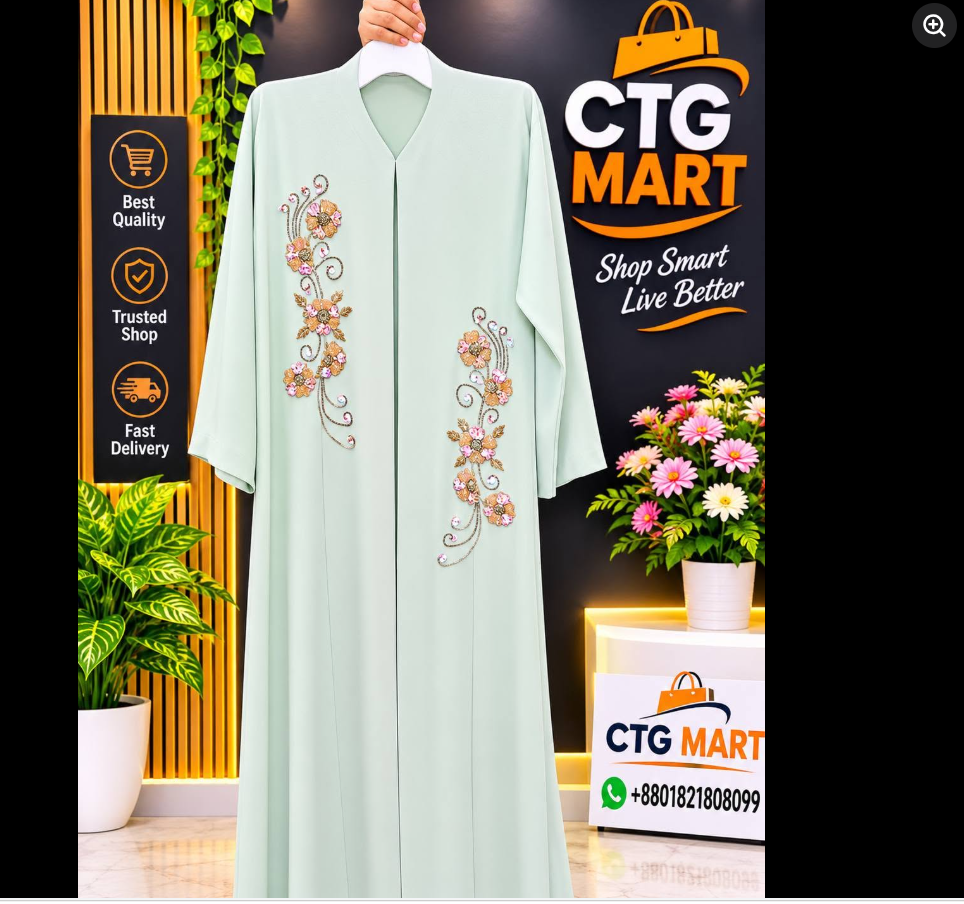 Best
Quality
Trusted
Shop
Fast
Delivery
CTG
MART
Shop Smart
Live Better
CTG MART
+8801821808099